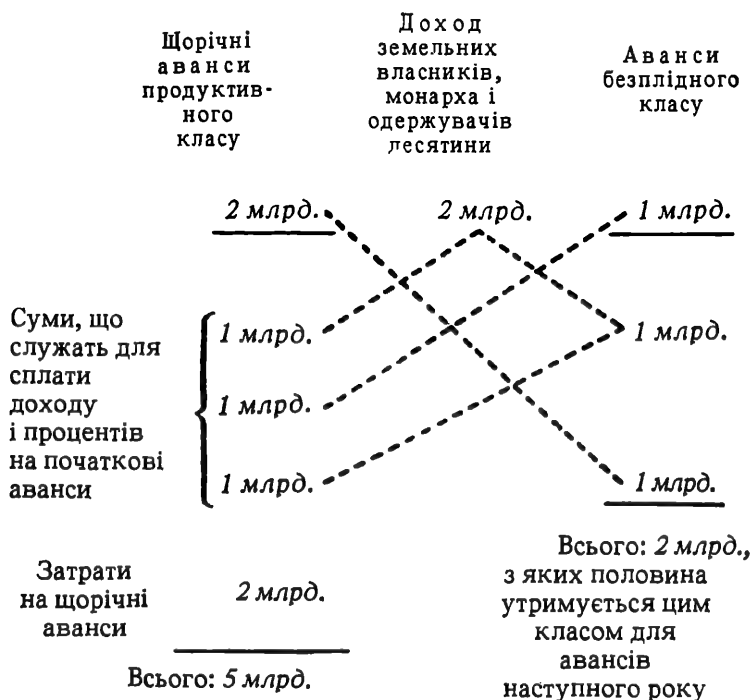 Щорічні
аванси
продуктив-
ного
класу
Доход
земельних
власників,
монарха і
одержувачів
десятини
Аванси
безплідного
класу
2 млрд.
2 млрд.
1 млрд.
Суми, що
служать для
сплати
доходу
і процентів
на початкові
аванси
1 млрд.
1 млрд.
1 млрд.
1 млрд.
1 млрд.
Затрати
на щорічні
аванси
2 млрд.
Всього: 5 млрд.
Всього: 2 млрд.,
з яких половина
утримується цим
класом для
авансів
наступного року